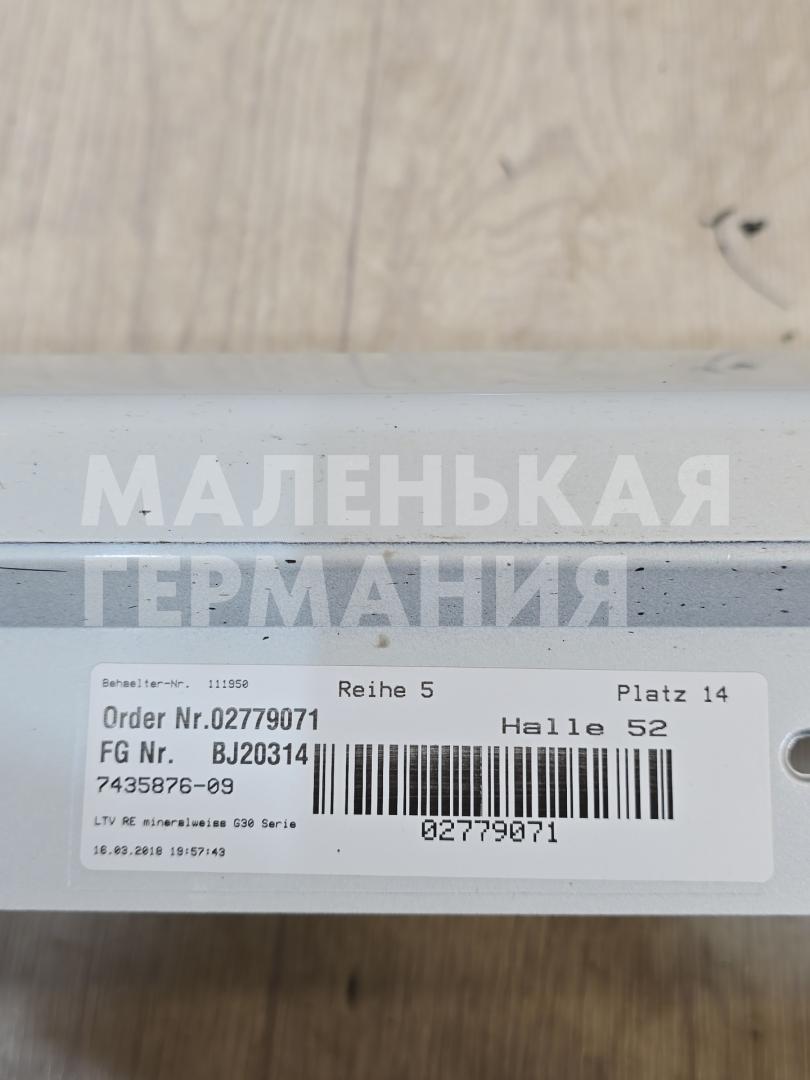 МАЛЕНЬКАЯ
ГЕРМАНИЯ
Behaelter-Nr. 111950
Reihe 5
Platz 14
Order Nr.02779071
Halle 52
FG Nr. BJ20314
7435876-09
02779071
LTV RE mineralweiss G30 Serie
16.03.2018 19:57:43